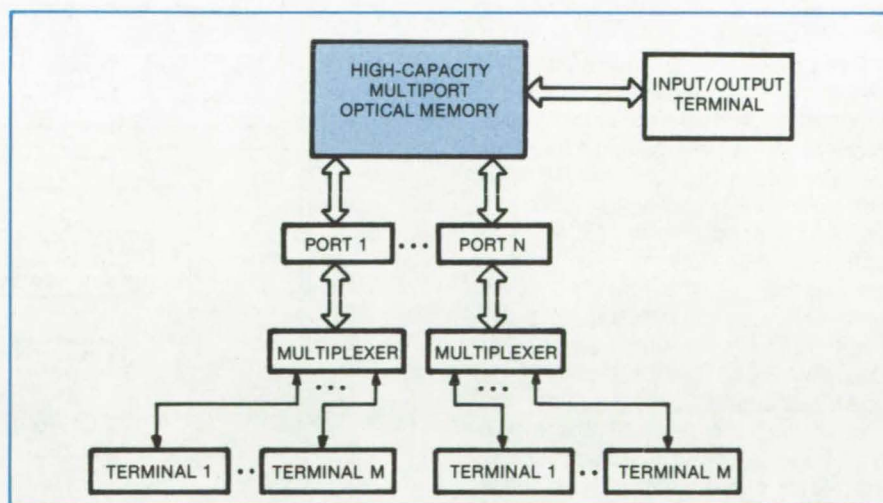 HIGH-CAPACITY
MULTIPORT
OPTICAL MEMORY
INPUT/OUTPUT
TERMINAL
PORT 1 ••• PORT N
MULTIPLEXER MULTIPLEXER
••• •••
TERMINAL 1 •• TERMINAL M TERMINAL 1 •• TERMINAL M